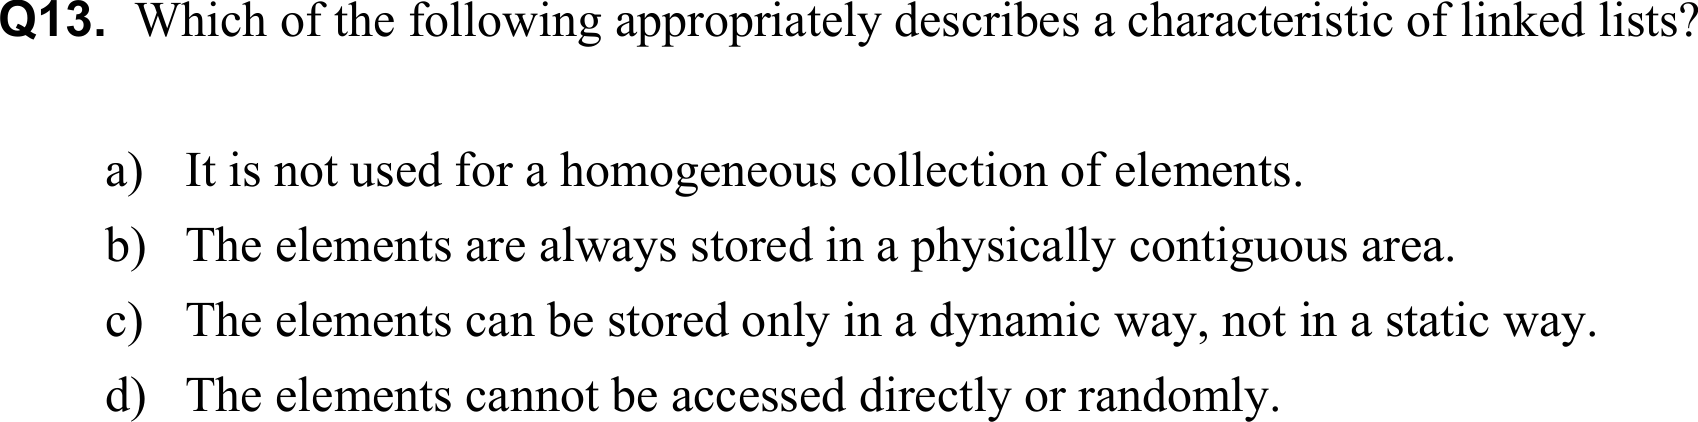 Q13. Which of the following appropriately describes a characteristic of linked lists?
a) It is not used for a homogeneous collection of elements.
b) The elements are always stored in a physically contiguous area.
c) The elements can be stored only in a dynamic way, not in a static way.
d) The elements cannot be accessed directly or randomly.